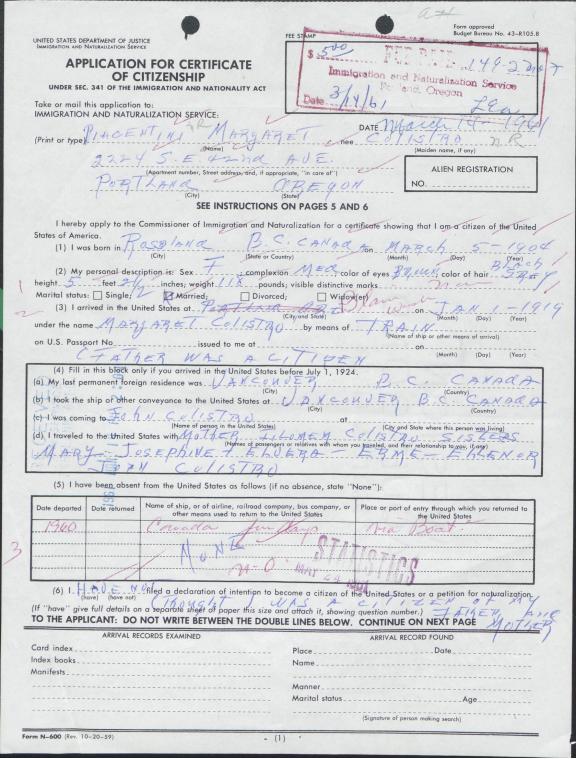 Form approved
Budget Bureau No. 43-R105.8
UNITED STATES DEPARTMENT OF JUSTICE
IMMIGRATION AND NATURALIZATION SERVICE
FEE STAMP
$ 5.00 FEE PAID
Immigration and Naturalization Service
Portland, Oregon
Date 3/14/61
APPLICATION FOR CERTIFICATE
OF CITIZENSHIP
UNDER SEC. 341 OF THE IMMIGRATION AND NATIONALITY ACT
Take or mail this application to:
IMMIGRATION AND NATURALIZATION SERVICE:
DATE March 14 - 1961
(Print or type) PIACENTINI MARGARET nee COLISTRO
(Name) (Maiden name, if any)
2224 S.E. 42nd AVE.
(Apartment number, Street address, and, if appropriate, "in care of")
PORTLAND OREGON
(City) (State)
ALIEN REGISTRATION
NO.
SEE INSTRUCTIONS ON PAGES 5 AND 6
I hereby apply to the Commissioner of Immigration and Naturalization for a certificate showing that I am a citizen of the United
States of America.
(1) I was born in ROSSLAND B.C. CANADA on MARCH 5 - 1904
(City) (State or Country) (Month) (Day) (Year)
(2) My personal description is: Sex F; complexion MED; color of eyes BROWN; color of hair Black GREY
height 5 feet 2 1/2 inches; weight 118 pounds; visible distinctive marks
Marital status: Single; Married; Divorced; Widow(er)
(3) I arrived in the United States at PORTLAND ORE Blaine Wash on JAN 1 - 1919
(City and State) (Month) (Day) (Year)
under the name MARGARET COLISTRO by means of TRAIN
(Name of ship or other means of arrival)
on U.S. Passport No. issued to me at on
(Month) (Day) (Year)
(FATHER WAS A CITIZEN
(4) Fill in this block only if you arrived in the United States before July 1, 1924.
(a) My last permanent foreign residence was VANCOUVER B.C. CANADA
(City) (Country)
(b) I took the ship or other conveyance to the United States at VANCOUVER B.C. CANADA
(City) (Country)
(c) I was coming to JOHN COLISTRO at
(Name of person in the United States) (City and State where this person was living)
(d) I traveled to the United States with MOTHER FILOMEN COLISTRO SISTERS
(Names of passengers or relatives with whom you traveled, and their relationship to you, if any)
MARY - JOSEPHINE + ELVERA - ERME - ELLENOR
JOHN COLISTRO
(5) I have been absent from the United States as follows (if no absence, state "None"):
Date departed Date returned Name of ship, or of airline, railroad company, bus company, or other means used to return to the United States Place or port of entry through which you returned to the United States
1960 Canada few days Via Boat
NONE
STATISTICS
(6) I HAVE NOT filed a declaration of intention to become a citizen of the United States or a petition for naturalization.
(have) (have not)
(THOUGHT I WAS A CITIZEN OF MY
(If "have" give full details on a separate sheet of paper this size and attach it, showing question number.) FATHER AND
MOTHER
TO THE APPLICANT: DO NOT WRITE BETWEEN THE DOUBLE LINES BELOW. CONTINUE ON NEXT PAGE
ARRIVAL RECORDS EXAMINED
Card index
Index books
Manifests
ARRIVAL RECORD FOUND
Place Date
Name
Manner
Marital status Age
(Signature of person making search)
Form N-600 (Rev. 10-20-59)
(1)